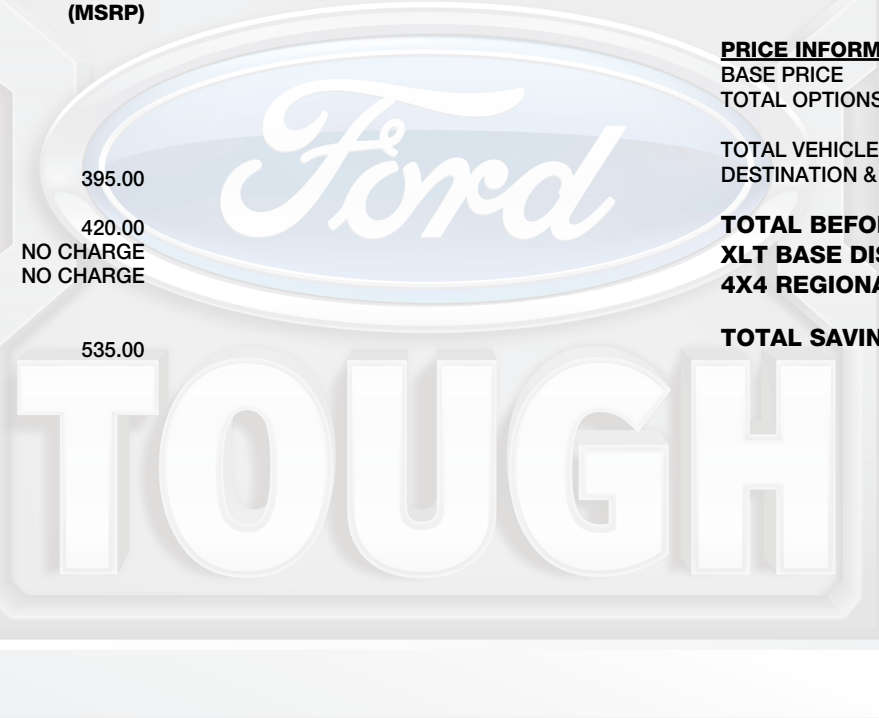 (MSRP)
395.00
420.00
NO CHARGE
NO CHARGE
535.00
PRICE INFORM
BASE PRICE
TOTAL OPTIONS
TOTAL VEHICLE
DESTINATION &
TOTAL BEFO
XLT BASE DIS
4X4 REGIONA
TOTAL SAVIN
Ford
TOUGH